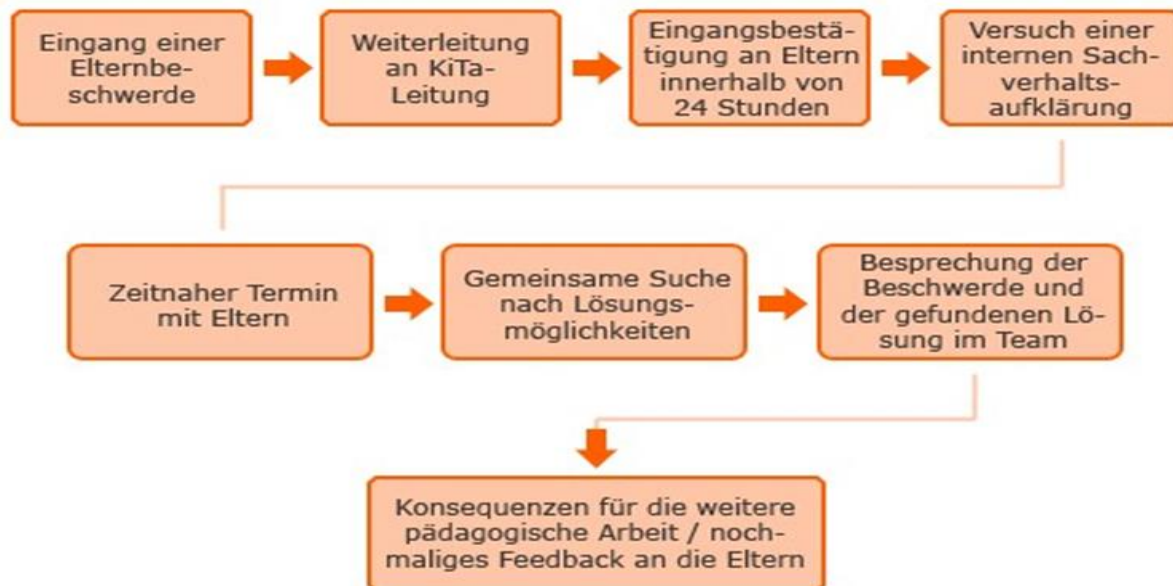 Eingang einer
Elternbe-
schwerde
Weiterleitung
an KiTa-
Leitung
Eingangsbestä-
tigung an Eltern
innerhalb von
24 Stunden
Versuch einer
internen Sach-
verhalts-
aufklärung
Zeitnaher Termin
mit Eltern
Gemeinsame Suche
nach Lösungs-
möglichkeiten
Besprechung der
Beschwerde und
der gefundenen Lö-
sung im Team
Konsequenzen für die weitere
pädagogische Arbeit / noch-
maliges Feedback an die Eltern